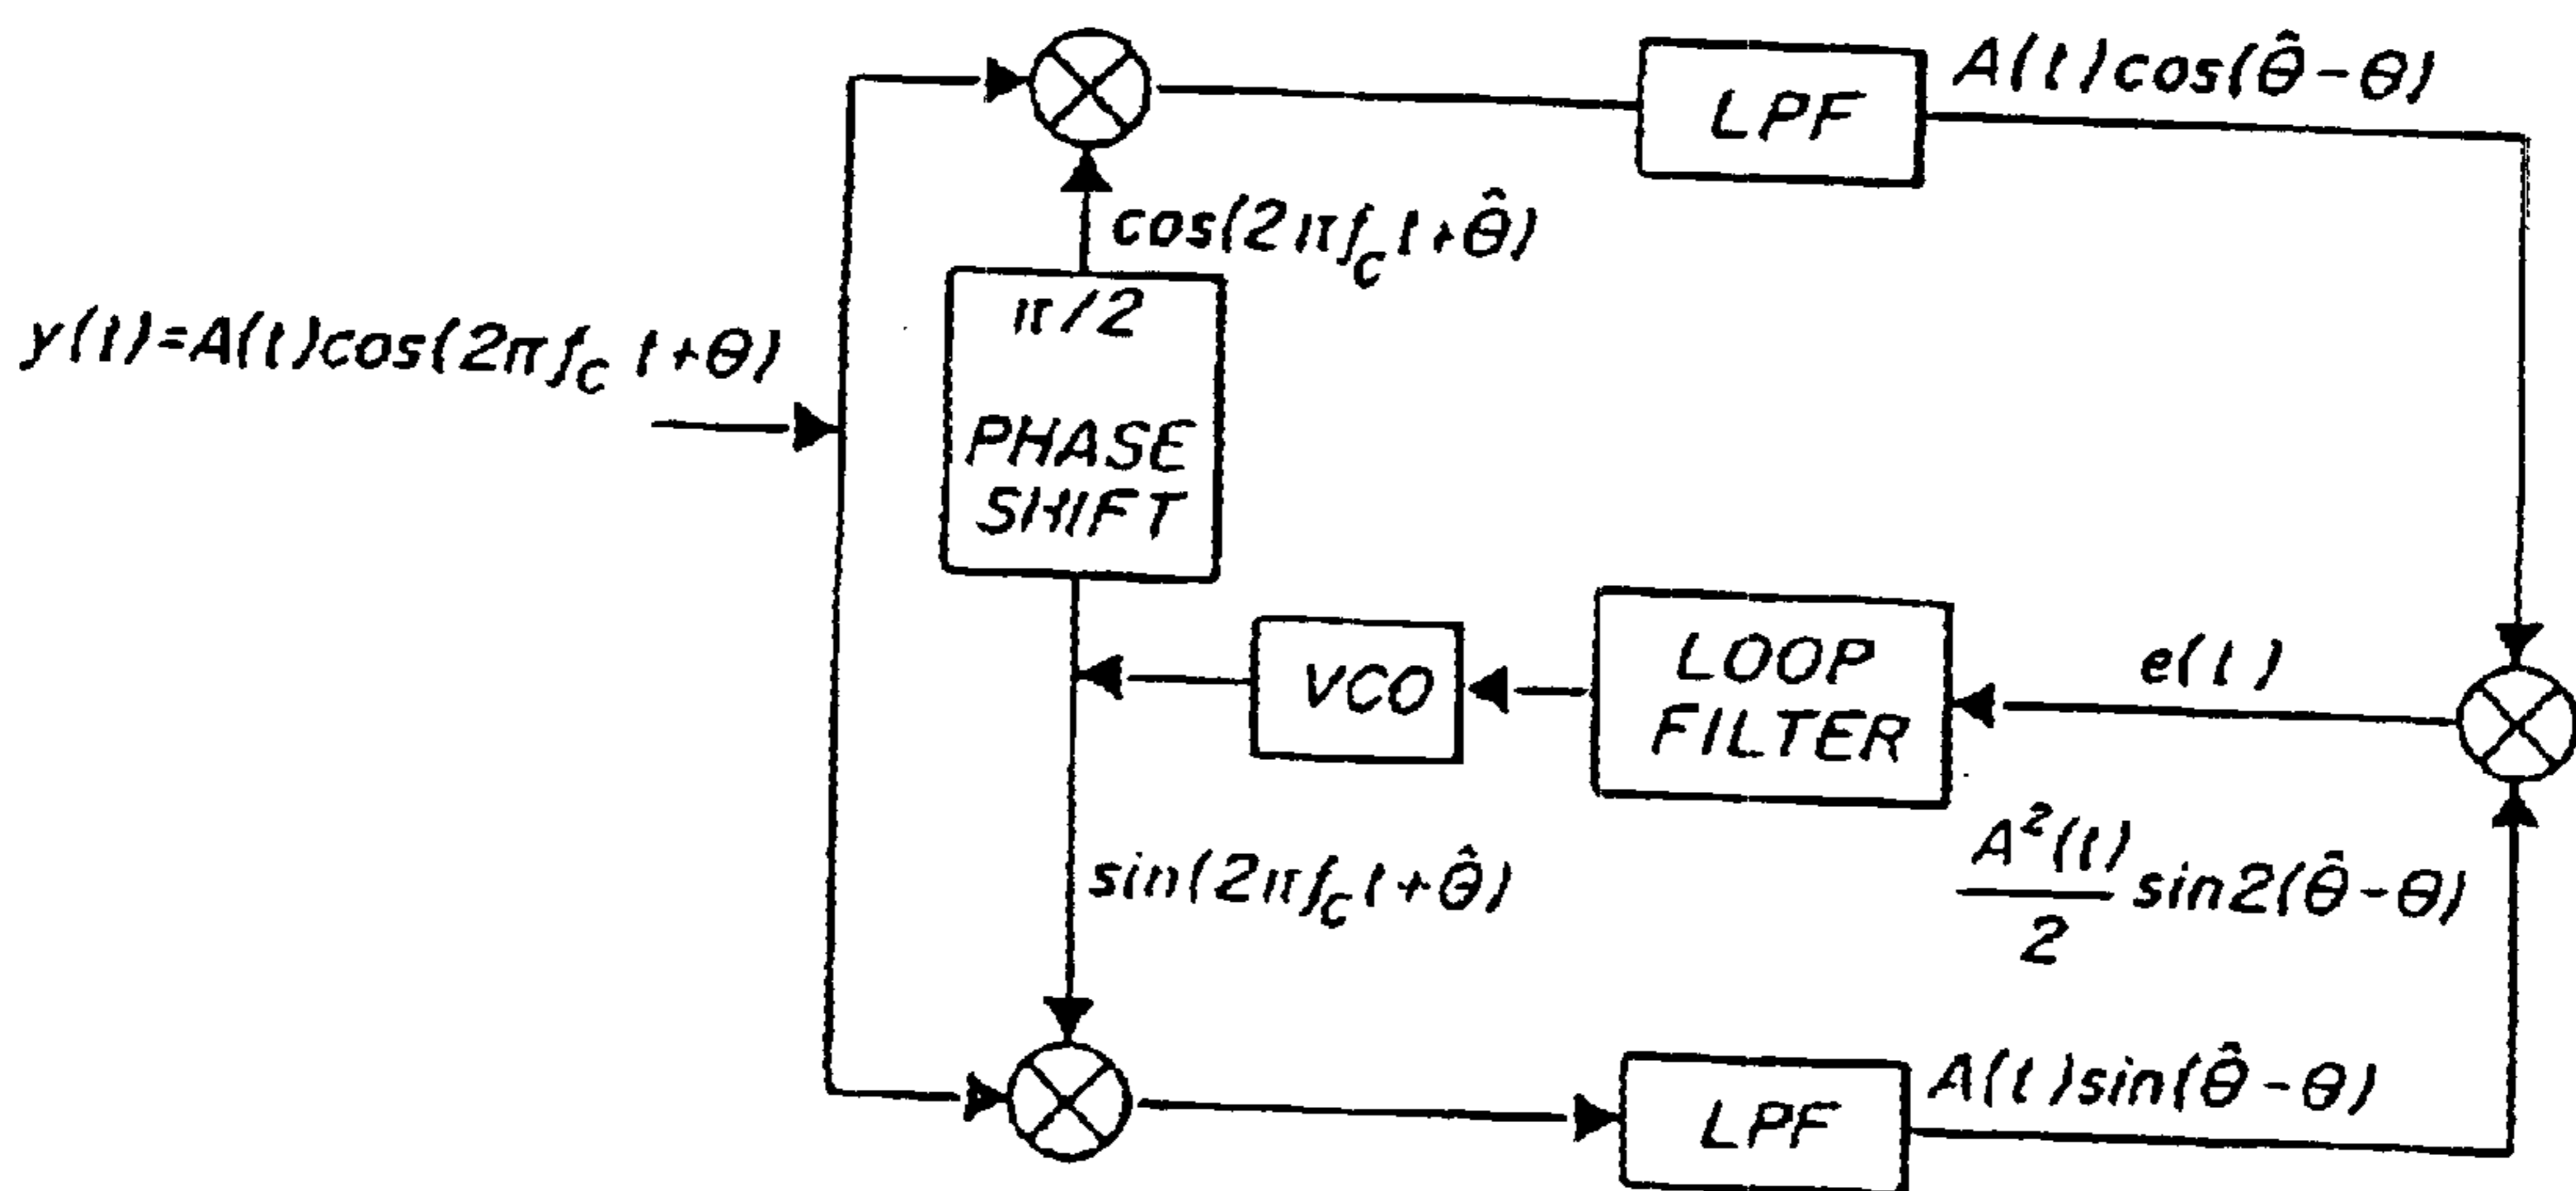 A(t)cos(θ̂-θ)
LPF
cos(2πf_c t+θ̂)
π/2
PHASE
SHIFT
y(t)=A(t)cos(2πf_c t+θ)
VCO
LOOP
FILTER
e(t)
A²(t)/2 sin2(θ̂-θ)
sin(2πf_c t+θ̂)
LPF
A(t)sin(θ̂-θ)